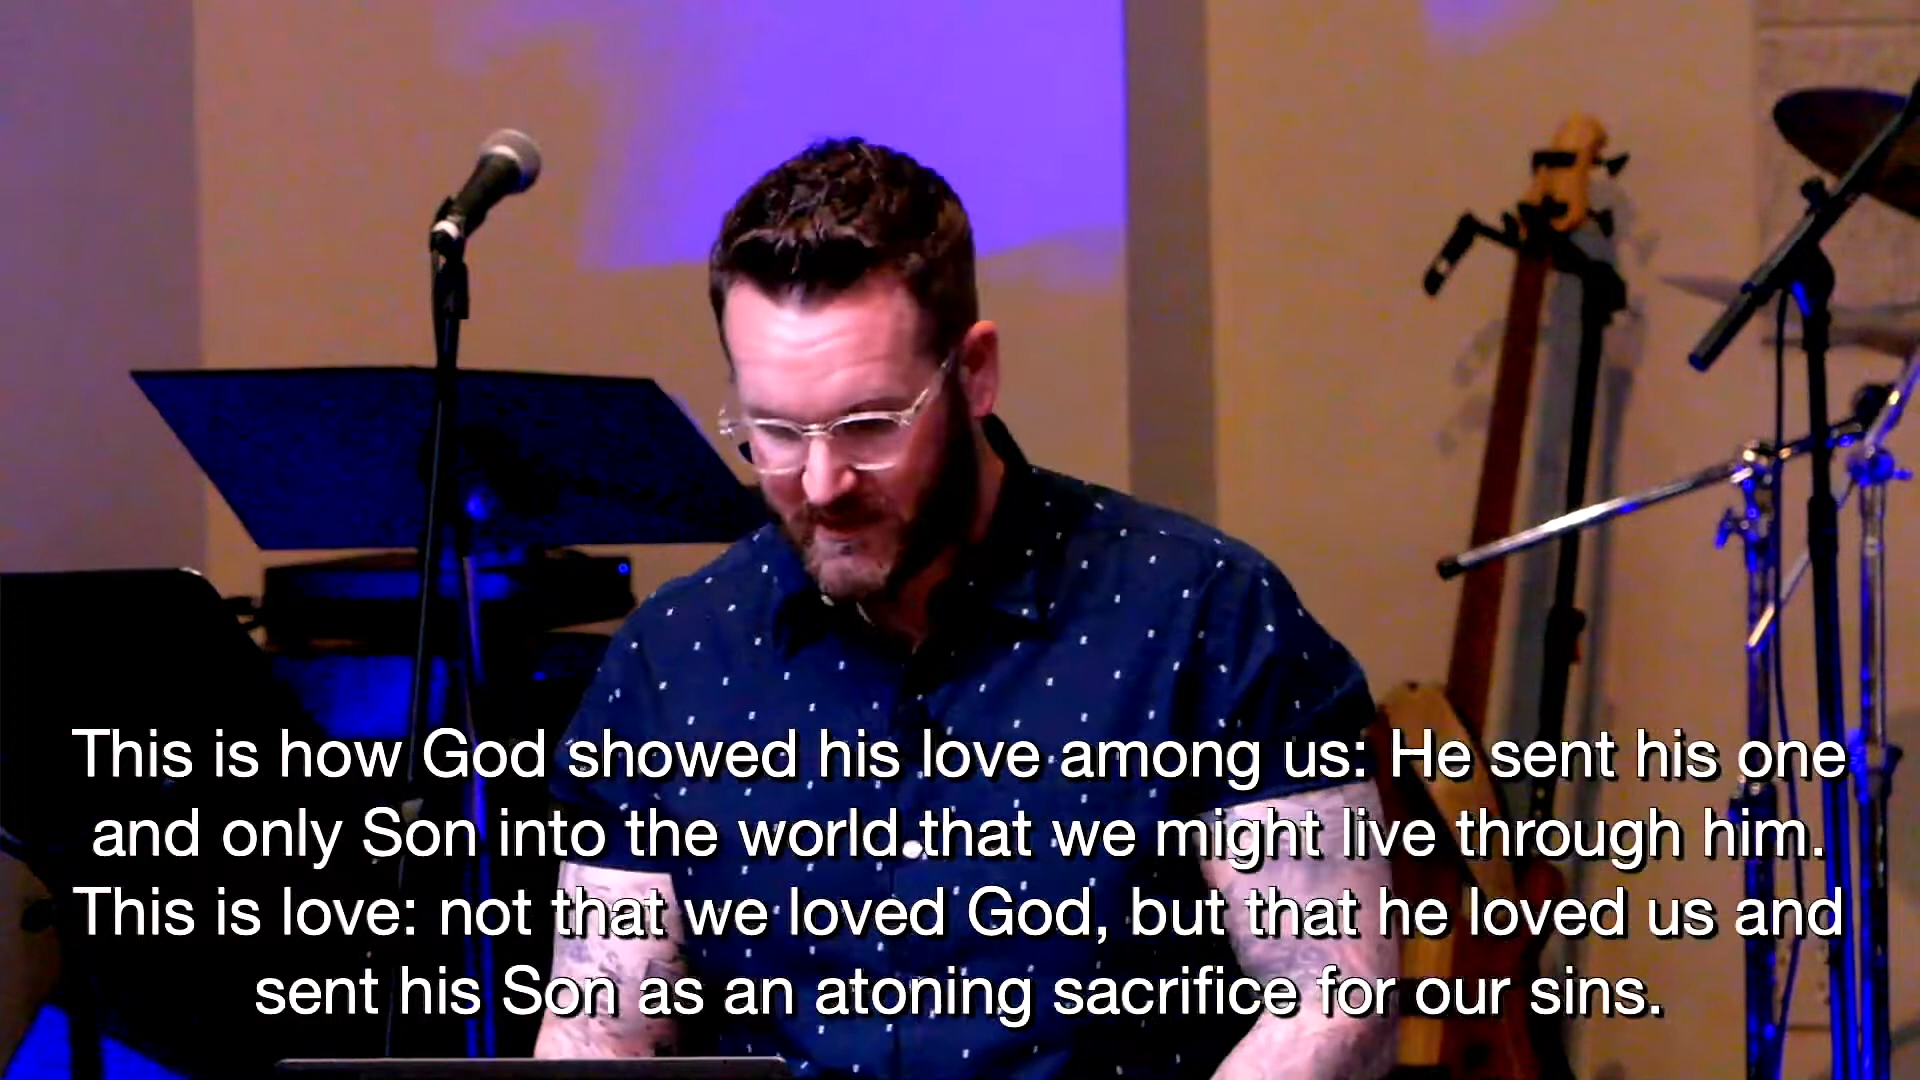 This is how God showed his love among us: He sent his one
and only Son into the world that we might live through him.
This is love: not that we loved God, but that he loved us and
sent his Son as an atoning sacrifice for our sins.